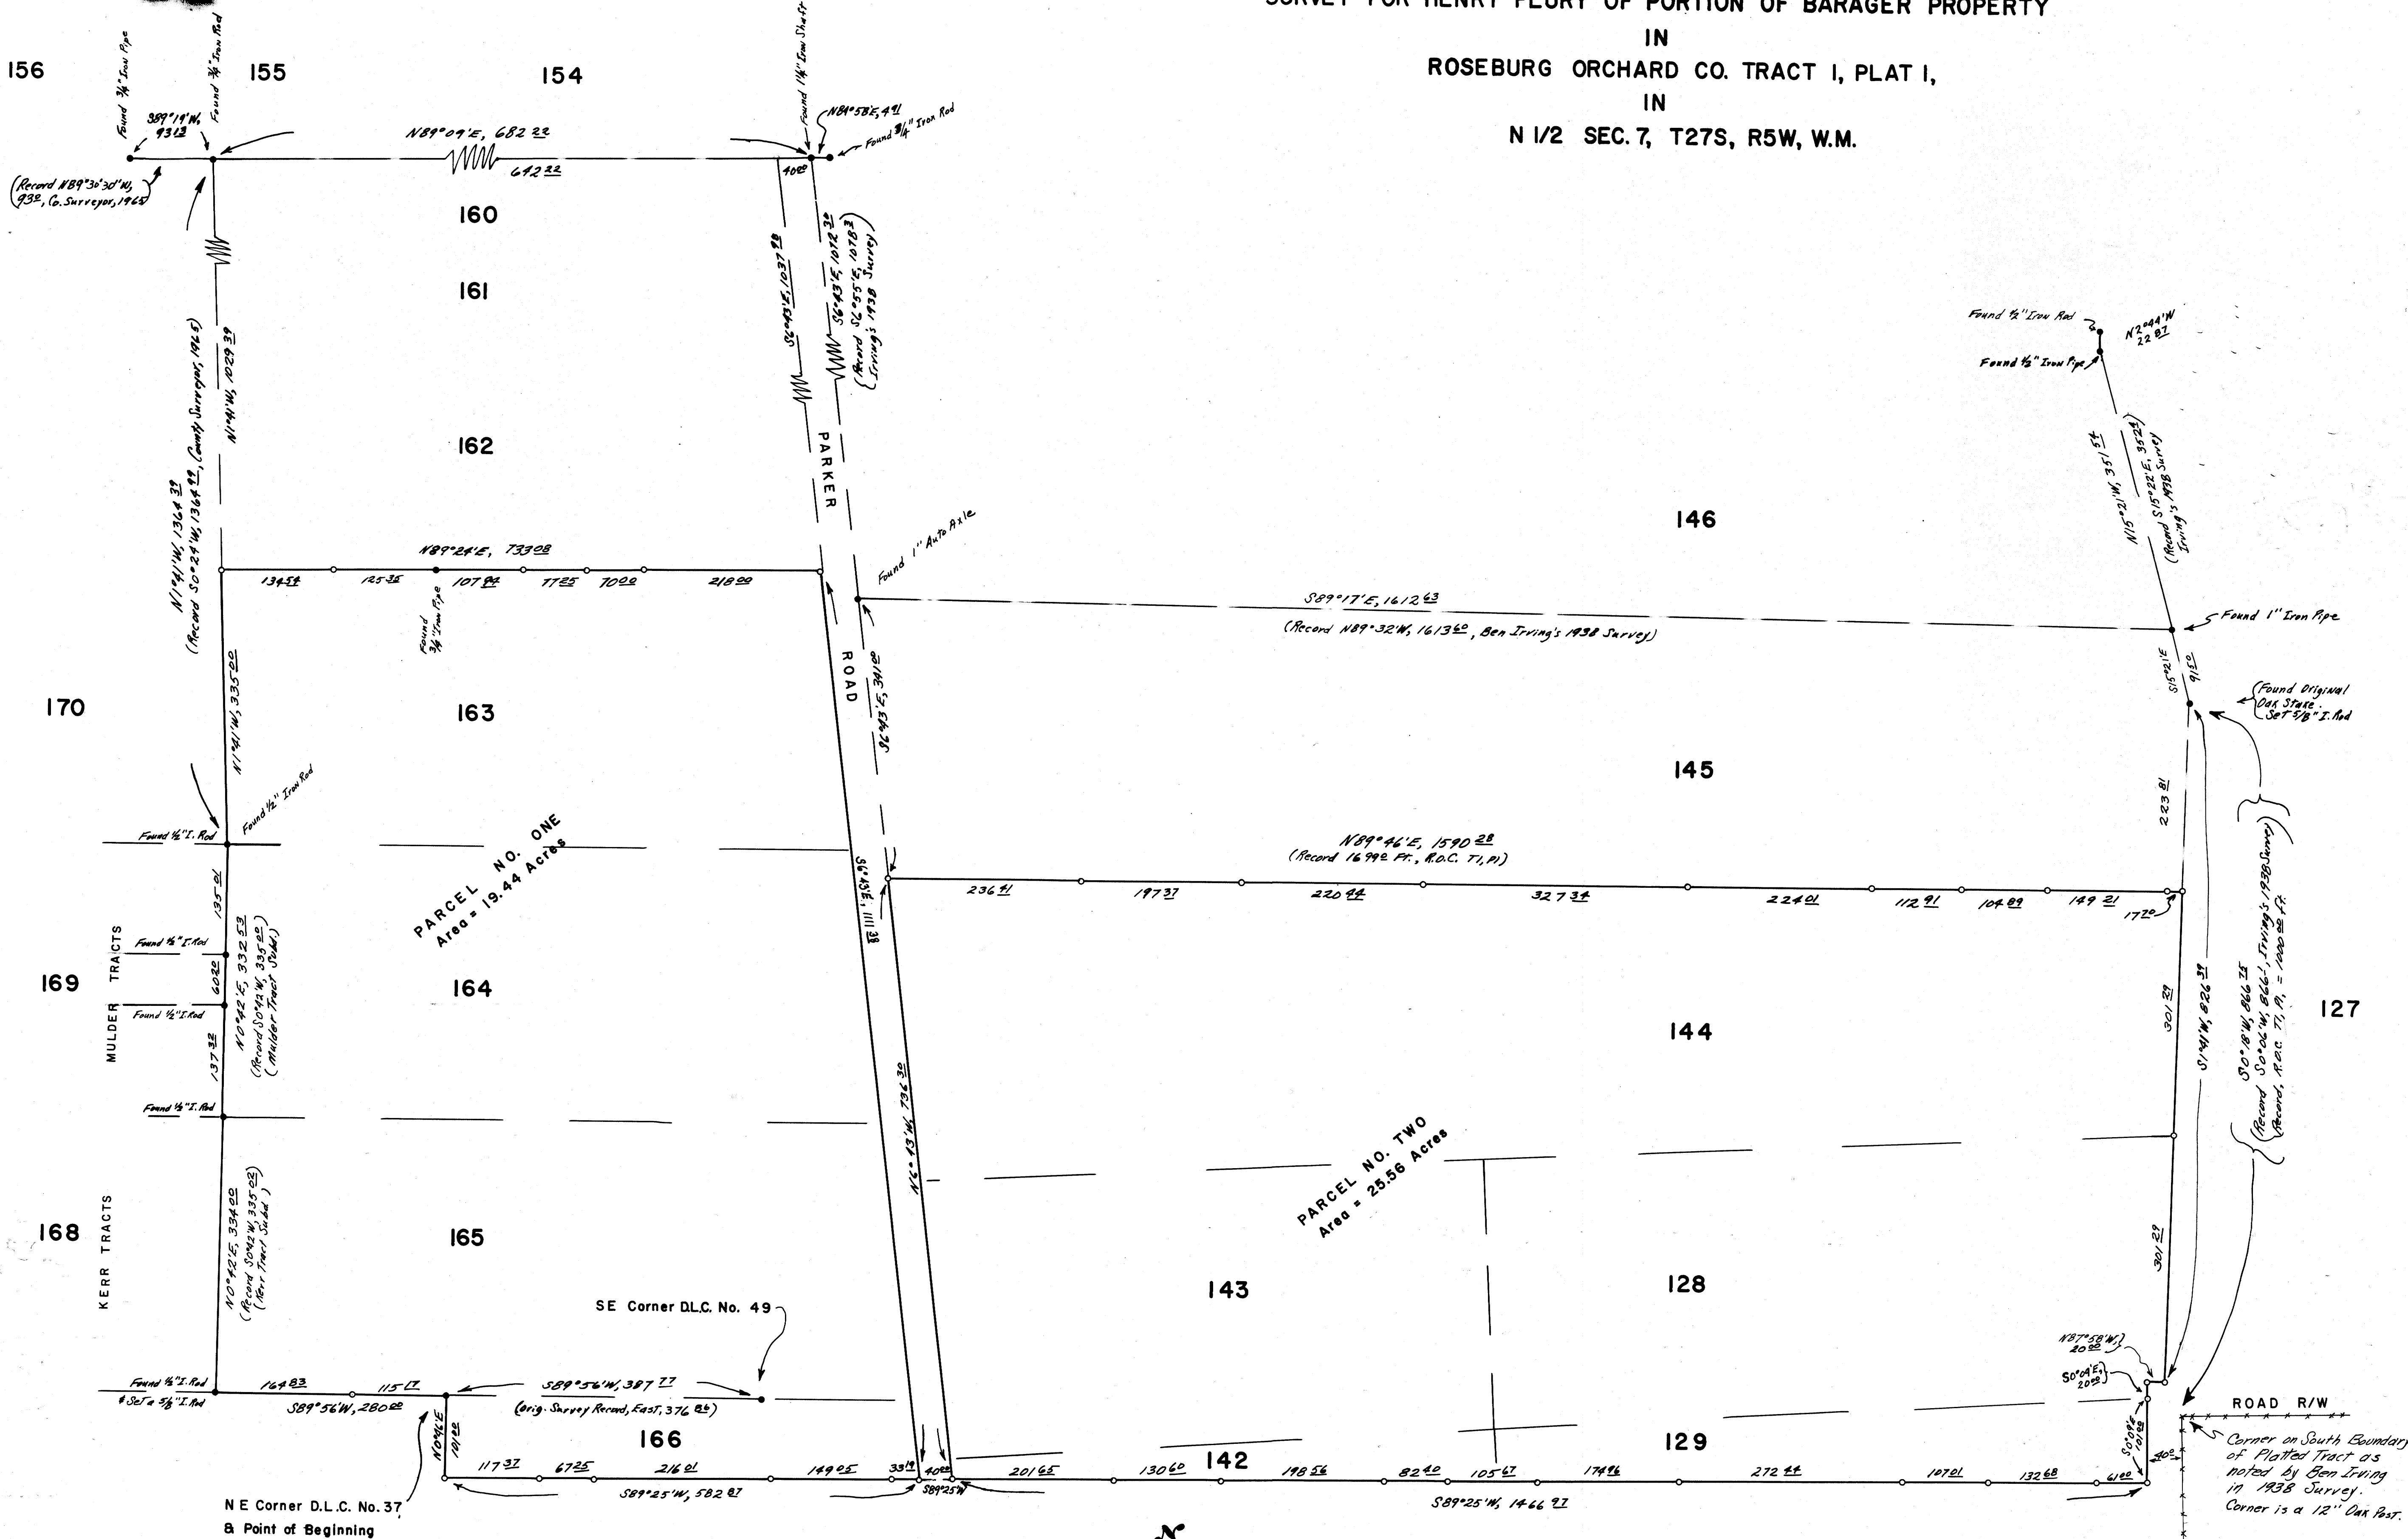 SURVEY FOR HENRY FLURY OF PORTION OF BARAGER PROPERTY
IN
ROSEBURG ORCHARD CO. TRACT 1, PLAT 1,
IN
N 1/2 SEC. 7, T27S, R5W, W.M.
156
155
154
Found 3/4" Iron Pipe
Found 3/4" Iron Rod
Found 1 1/4" Iron Shaft
S89°19'W,
93 13
(Record N89°30'30"W,
93 0, Co. Surveyor, 1965)
N89°09'E, 682 22
642 22
40 00
N84°58'E, 4 91
Found 3/4" Iron Rod
160
161
162
N1°41'W, 1029 39
N1°41'W, 1364 39
(Record S0°24'W, 1364 99, County Surveyor, 1965)
S6°43'E, 1037 98
S6°43'E, 1072 30
(Record S6°55'E, 1078 3
Irving's 1938 Survey)
PARKER
ROAD
N89°24'E, 733 08
134 54
125 35
107 94
77 25
70 00
218 00
Found
3/4" Iron Pipe
Found 1" Auto Axle
146
Found 1/2" Iron Rod
N2°44'W
22 87
Found 1/2" Iron Pipe
N15°21'W, 351 54
(Record S15°22'E, 352 4)
Irving's 1938 Survey
S89°17'E, 1612 63
(Record N89°32'W, 1613 60, Ben Irving's 1938 Survey)
Found 1" Iron Pipe
S15°21'E
91 50
(Found Original
Oak Stake.
Set 5/8" I. Rod
170
163
N1°41'W, 335 00
S6°43'E, 341 00
145
223 81
Found 1/2" I. Rod
Found 1/2" Iron Rod
N89°46'E, 1590 28
(Record 1699 0 Ft., R.O.C. T1, P1)
236 41
197 37
220 44
327 34
224 01
112 91
104 89
149 21
17 70
PARCEL NO. ONE
Area = 19.44 Acres
S6°43'E, 1111 38
MULDER TRACTS
169
135 01
Found 1/2" I. Rod
60 20
Found 1/2" I. Rod
137 32
N0°42'E, 332 53
(Record S0°42'W, 335 00)
(Mulder Tract Subd.)
164
144
301 29
S1°41'W, 826 39
S0°18'W, 866 75
(Record S0°06'W, 866 1, Irving's 1938 Survey)
(Record, R.O.C. T1, P1, = 1000 00 Ft.
127
Found 1/2" I. Rod
N6°43'W, 736 30
PARCEL NO. TWO
Area = 25.56 Acres
KERR TRACTS
168
N0°42'E, 334 00
(Record S0°42'W, 335 02)
(Kerr Tract Subd.)
165
143
128
301 29
SE Corner D.L.C. No. 49
N87°58'W,
20 00
S0°09'E,
20 00
Found 1/2" I. Rod
& Set a 5/8" I. Rod
164 83
115 17
S89°56'W, 280 00
S89°56'W, 387 77
(Orig. Survey Record, East, 376 86)
N0°46'E
101 00
166
142
129
S0°09'E
101 00
40 0
ROAD R/W
Corner on South Boundary
of Platted Tract as
noted by Ben Irving
in 1938 Survey.
Corner is a 12" Oak Post.
117 37
67 25
216 01
149 05
33 19
40 00
201 65
130 60
198 56
82 40
105 67
174 96
272 44
107 01
132 68
61 00
S89°25'W, 582 87
S89°25'W
S89°25'W, 1466 97
NE Corner D.L.C. No. 37,
& Point of Beginning